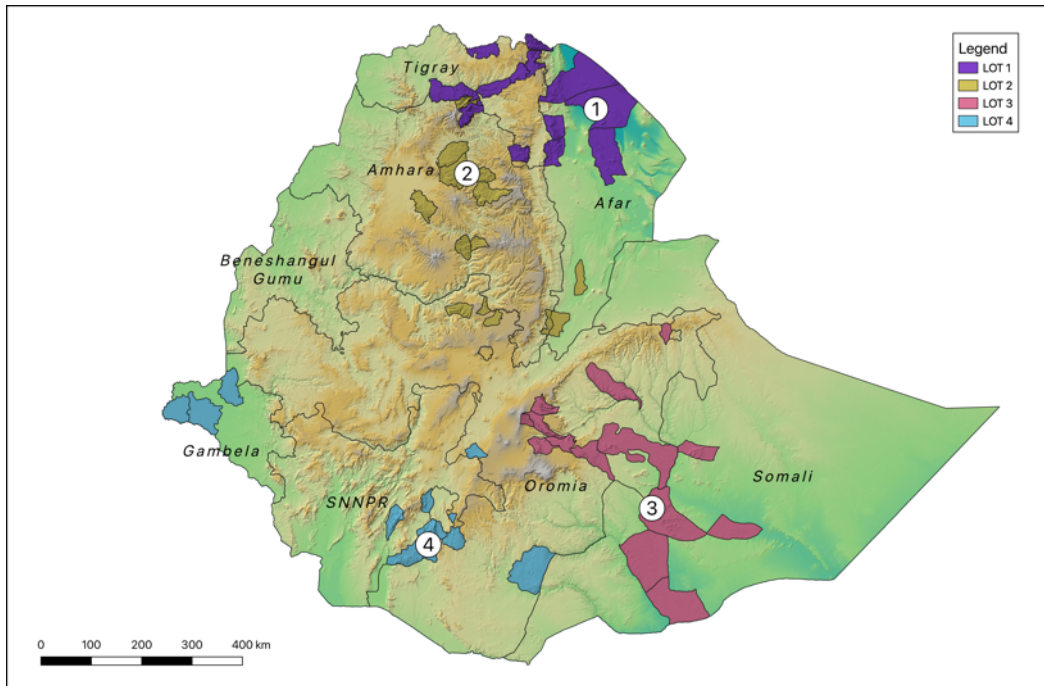 Legend
LOT 1
LOT 2
LOT 3
LOT 4
Tigray
1
Amhara
2
Afar
Beneshangul
Gumu
Gambela
SNNPR
Oromia
Somali
3
4
0 100 200 300 400 km